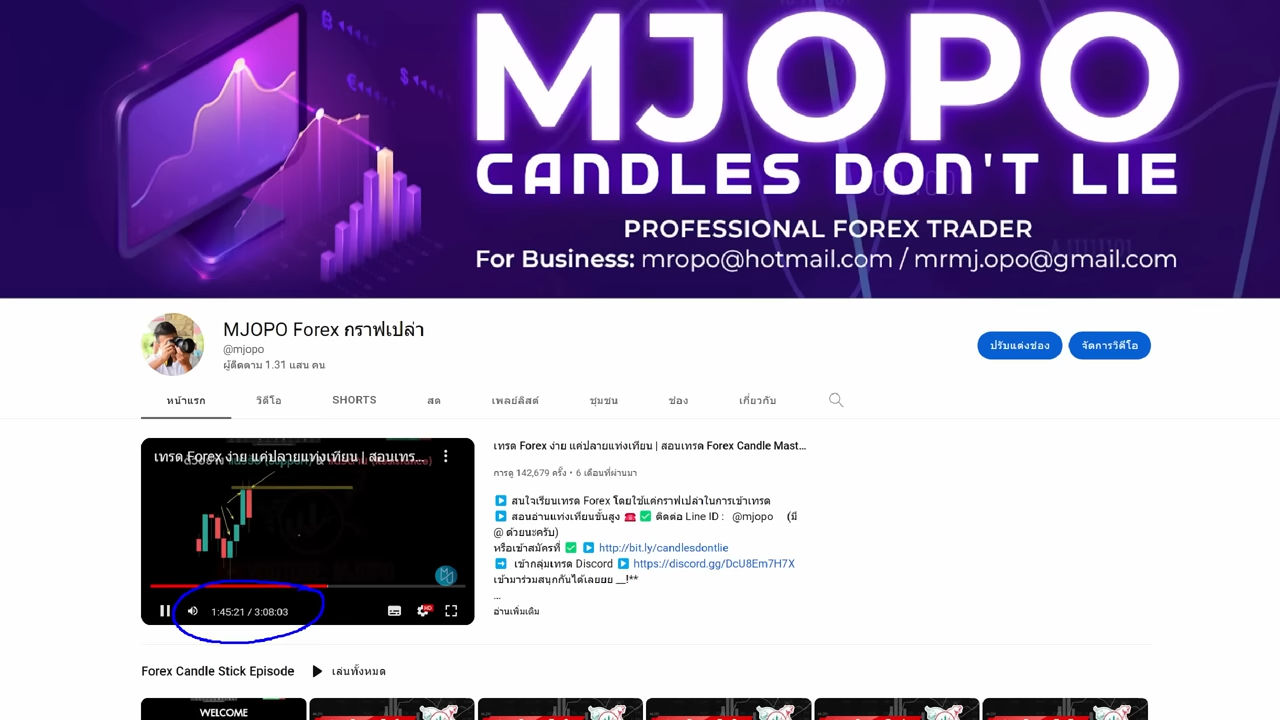 MJOPO
CANDLES DON'T LIE
PROFESSIONAL FOREX TRADER
For Business: mropo@hotmail.com / mrmj.opo@gmail.com
MJOPO Forex กราฟเปล่า
@mjopo
ผู้ติดตาม 1.31 แสน คน
ปรับแต่งช่อง
จัดการวิดีโอ
หน้าแรก
วิดีโอ
SHORTS
สด
เพลย์ลิสต์
ชุมชน
ช่อง
เกี่ยวกับ
เทรด Forex ง่าย แค่ปลายแท่งเทียน | สอนเทร...
(Support)
(Resistance)
1:45:21 / 3:08:03
HD
เทรด Forex ง่าย แค่ปลายแท่งเทียน | สอนเทรด Forex Candle Mast...
การดู 142,679 ครั้ง • 6 เดือนที่ผ่านมา
สนใจเรียนเทรด Forex โดยใช้แค่กราฟเปล่าในการเข้าเทรด
สอนอ่านแท่งเทียนขั้นสูง ติดต่อ Line ID : @mjopo (มี
@ ด้วยนะครับ)
หรือเข้าสมัครที่ http://bit.ly/candlesdontlie
เข้ากลุ่มเทรด Discord https://discord.gg/DcU8Em7H7X
เข้ามาร่วมสนุกกันได้เลยยย __!**
...
อ่านเพิ่มเติม
Forex Candle Stick Episode
เล่นทั้งหมด
WELCOME